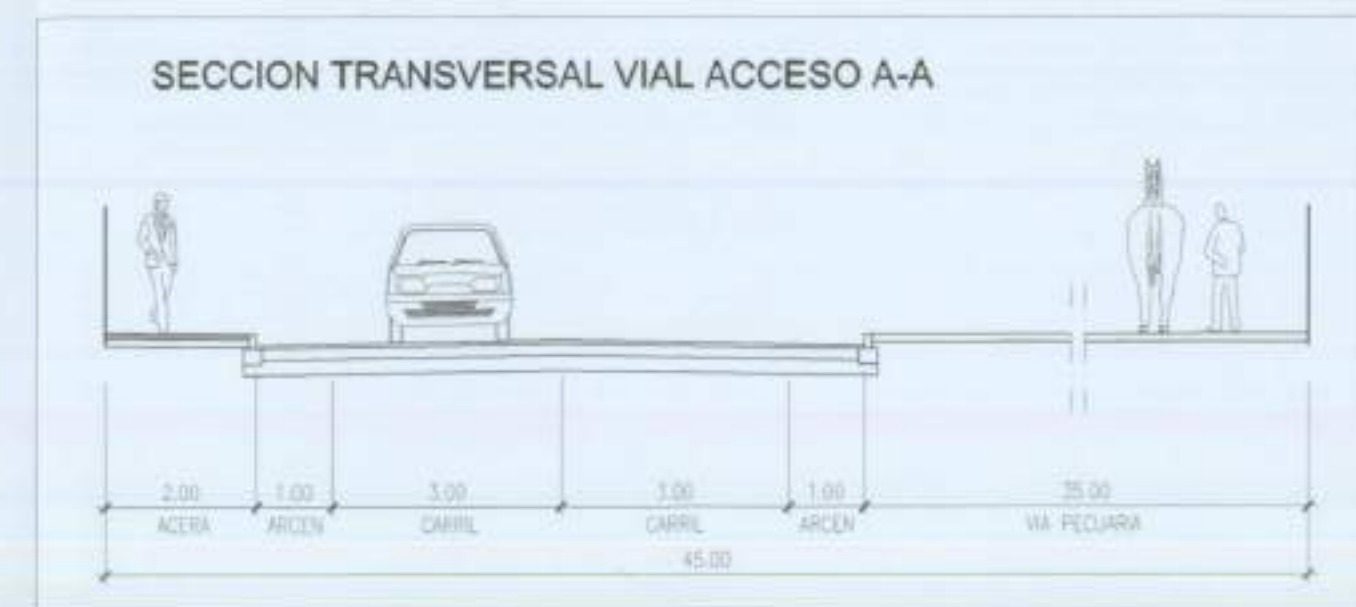 SECCION TRANSVERSAL VIAL ACCESO A-A
2.00 1.00 3.00 3.00 1.00 35.00
ACERA ARCEN CARRIL CARRIL ARCEN VIA PECUARIA
45.00